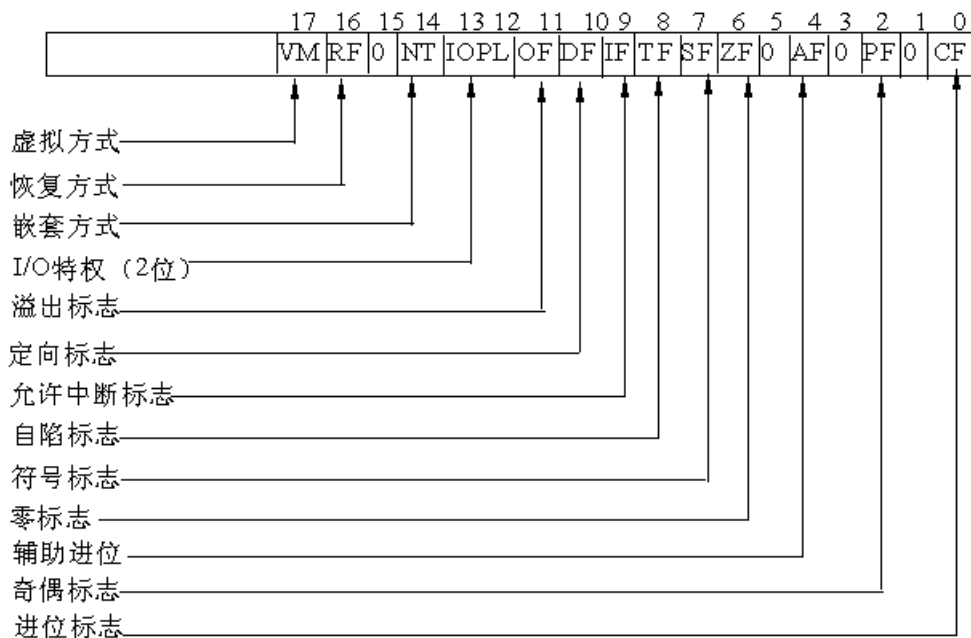 17 16 15 14 13 12 11 10 9 8 7 6 5 4 3 2 1 0
VM RF 0 NT IOPL OF DF IF TF SF ZF 0 AF 0 PF 0 CF
虚拟方式
恢复方式
嵌套方式
I/O特权（2位）
溢出标志
定向标志
允许中断标志
自陷标志
符号标志
零标志
辅助进位
奇偶标志
进位标志